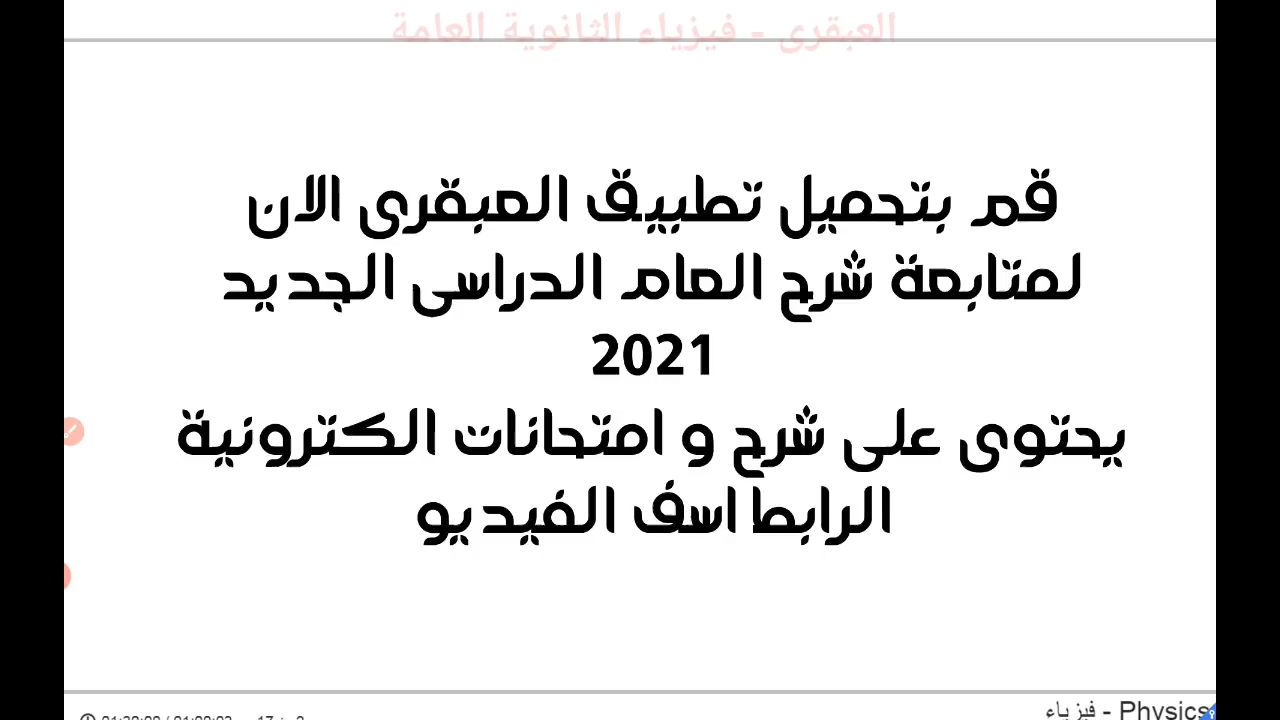 العبقرى - فيزياء الثانوية العامة
قم بتحميل تطبيق العبقرى الان
لمتابعة شرح العام الدراسى الجديد
2021
يحتوى على شرح و امتحانات الكترونية
الرابط اسف الفيديو
Physics - فيزياء